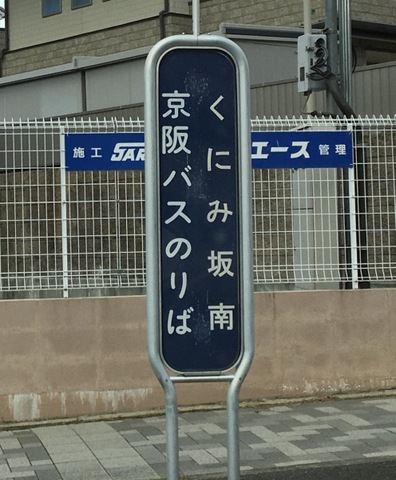 くにみ坂南
京阪バスのりば
施工
エース
管理